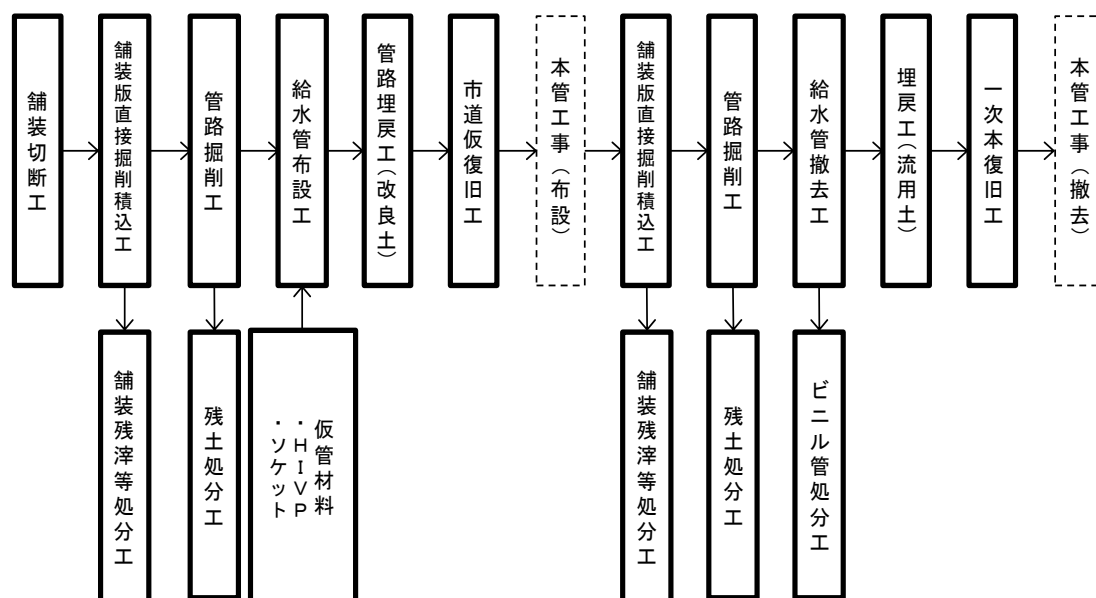 舗装切断工
舗装版直接掘削積込工
管路掘削工
給水管布設工
管路埋戻工（改良土）
市道仮復旧工
本管工事（布設）
舗装版直接掘削積込工
管路掘削工
給水管撤去工
埋戻工（流用土）
一次本復旧工
本管工事（撤去）
舗装残滓等処分工
残土処分工
仮管材料
・ＨＩＶＰ
・ソケット
舗装残滓等処分工
残土処分工
ビニル管処分工